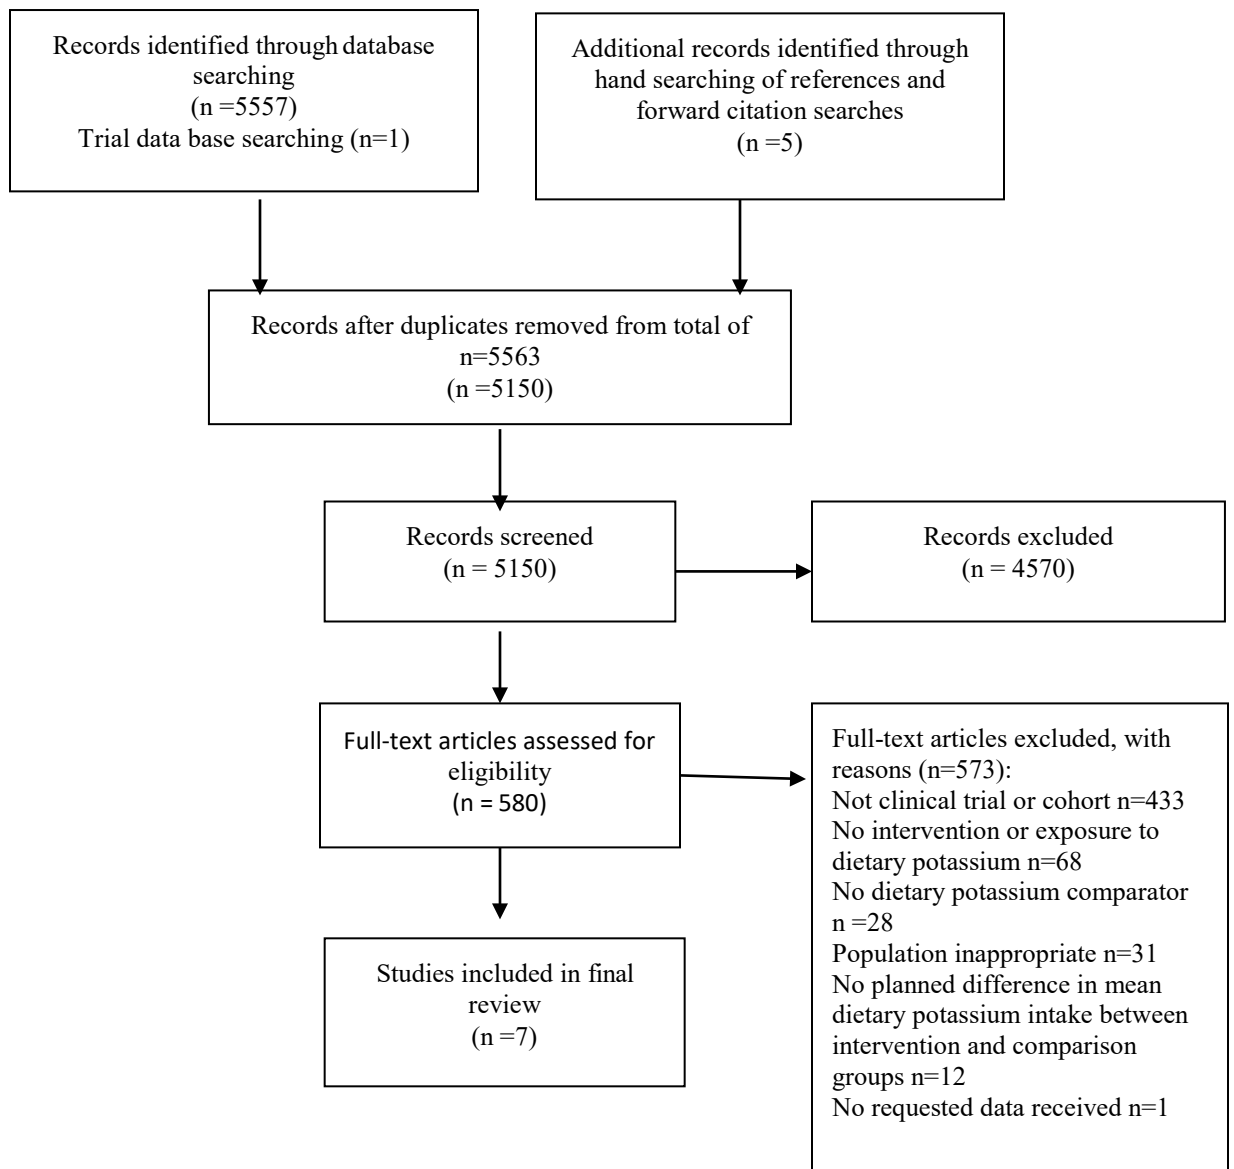 Records identified through database
searching
(n =5557)
Trial data base searching (n=1)
Additional records identified through
hand searching of references and
forward citation searches
(n =5)
Records after duplicates removed from total of
n=5563
(n =5150)
Records screened
(n = 5150)
Records excluded
(n = 4570)
Full-text articles assessed for
eligibility
(n = 580)
Full-text articles excluded, with
reasons (n=573):
Not clinical trial or cohort n=433
No intervention or exposure to
dietary potassium n=68
No dietary potassium comparator
n =28
Population inappropriate n=31
No planned difference in mean
dietary potassium intake between
intervention and comparison
groups n=12
No requested data received n=1
Studies included in final
review
(n =7)